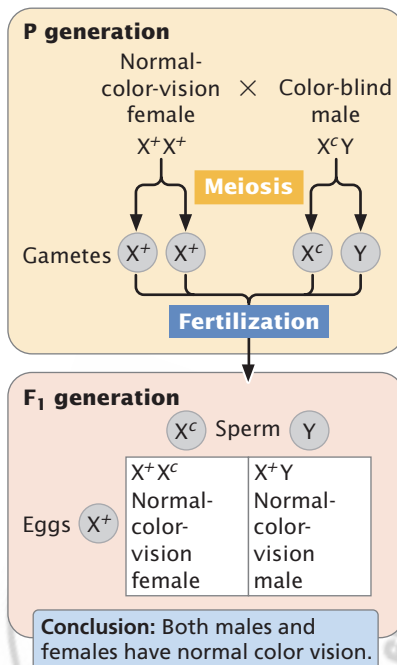 P generation
Normal-
color-vision × Color-blind
female male
X⁺X⁺ XᶜY
Meiosis
Gametes X⁺ X⁺ Xᶜ Y
Fertilization
F₁ generation
Xᶜ Sperm Y
X⁺Xᶜ X⁺Y
Normal- Normal-
Eggs X⁺ color- color-
vision vision
female male
Conclusion: Both males and
females have normal color vision.